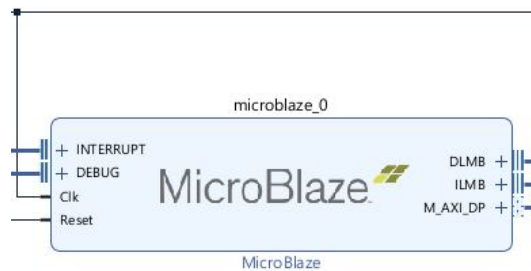 microblaze_0
INTERRUPT
DEBUG
Clk
Reset
MicroBlaze
DLMB
ILMB
M_AXI_DP
MicroBlaze